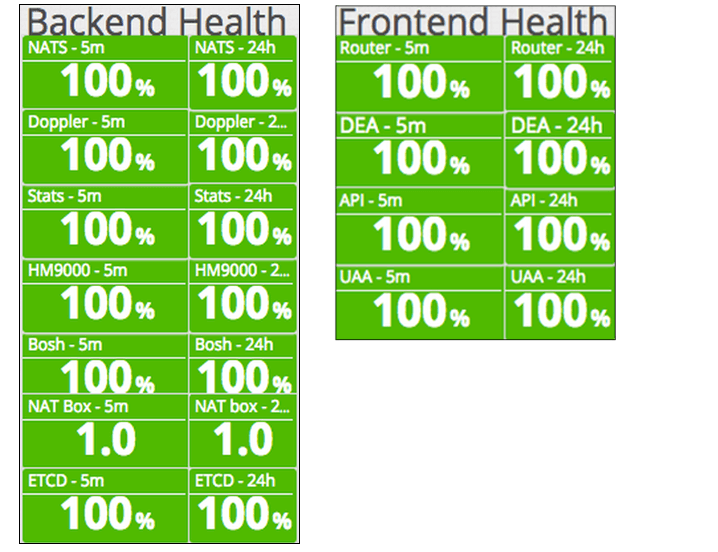 Backend Health
NATS - 5m NATS - 24h
100% 100%
Doppler - 5m Doppler - 2...
100% 100%
Stats - 5m Stats - 24h
100% 100%
HM9000 - 5m HM9000 - 2...
100% 100%
Bosh - 5m Bosh - 24h
100% 100%
NAT Box - 5m NAT box - 2...
1.0 1.0
ETCD - 5m ETCD - 24h
100% 100%
Frontend Health
Router - 5m Router - 24h
100% 100%
DEA - 5m DEA - 24h
100% 100%
API - 5m API - 24h
100% 100%
UAA - 5m UAA - 24h
100% 100%